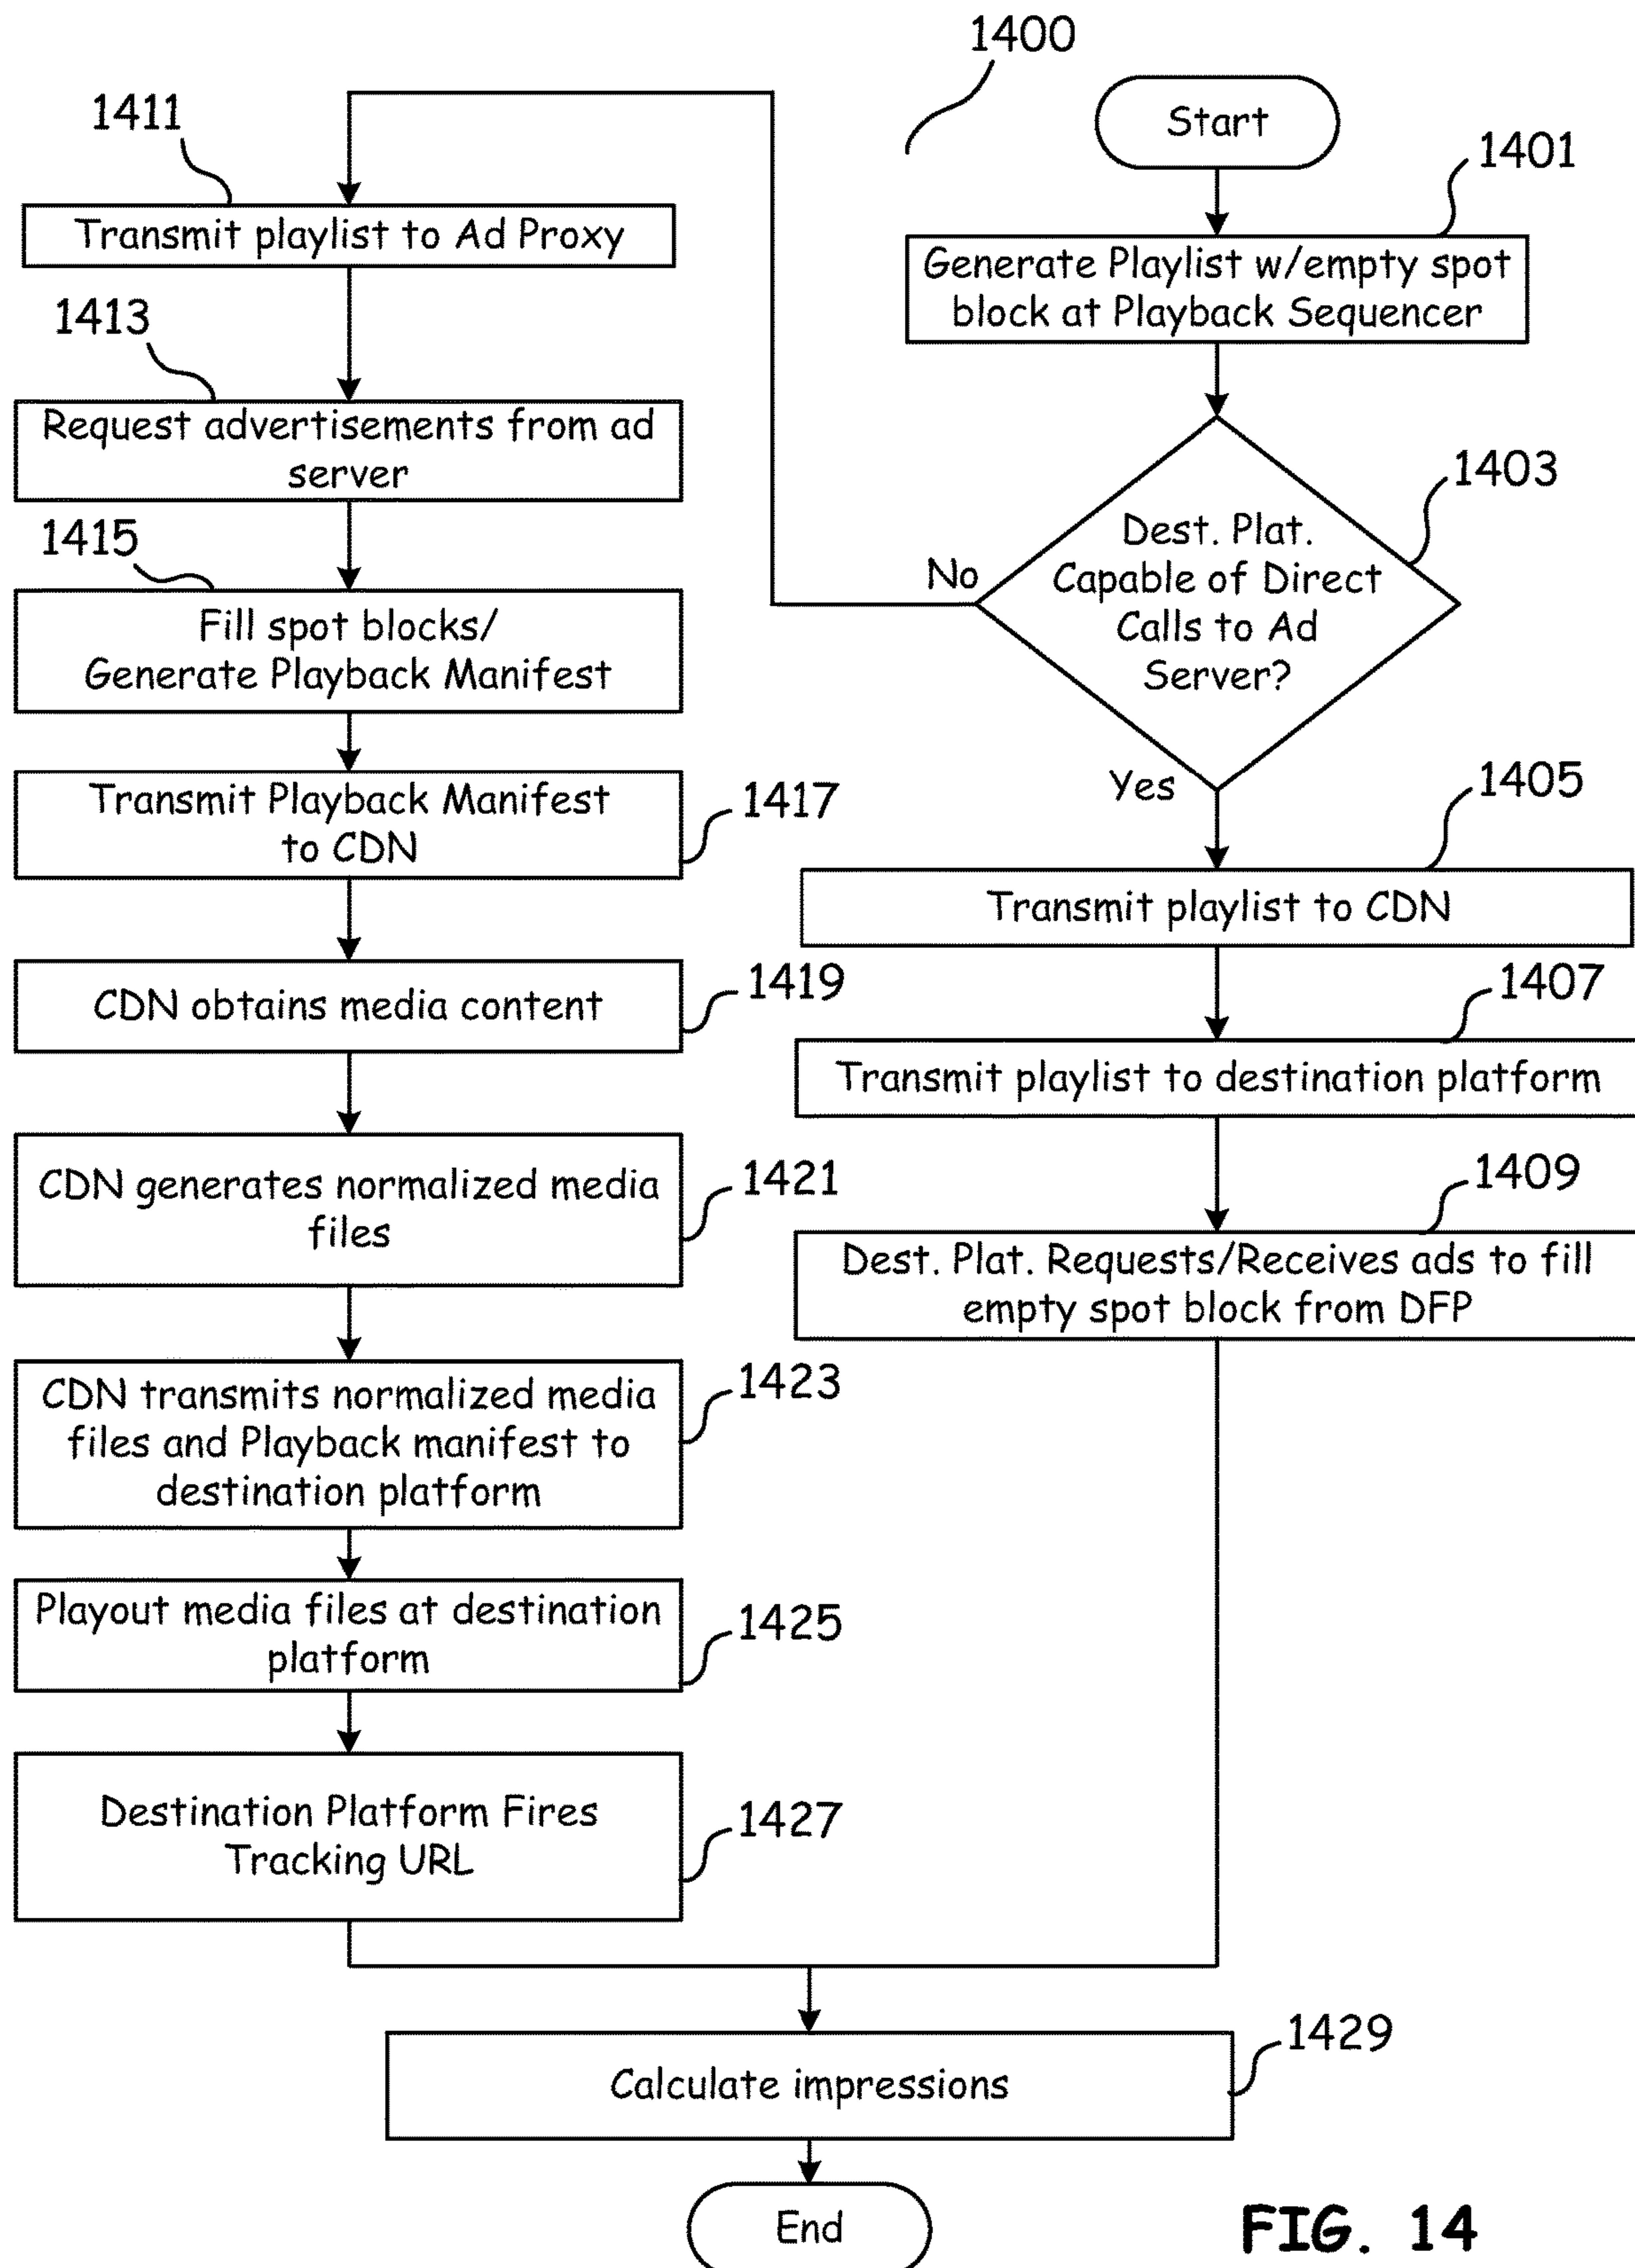 1400
Start
1401
Generate Playlist w/empty spot
block at Playback Sequencer
1403
Dest. Plat.
Capable of Direct
Calls to Ad
Server?
No
Yes
1405
Transmit playlist to CDN
1407
Transmit playlist to destination platform
1409
Dest. Plat. Requests/Receives ads to fill
empty spot block from DFP
1411
Transmit playlist to Ad Proxy
1413
Request advertisements from ad
server
1415
Fill spot blocks/
Generate Playback Manifest
Transmit Playback Manifest
to CDN
1417
CDN obtains media content
1419
CDN generates normalized media
files
1421
CDN transmits normalized media
files and Playback manifest to
destination platform
1423
Playout media files at destination
platform
1425
Destination Platform Fires
Tracking URL
1427
1429
Calculate impressions
End
FIG. 14